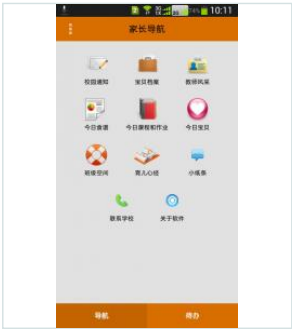 10:11
家长导航
校园通知 宝贝档案 教师风采
今日食谱 今日课程和作业 今日宝贝
班级空间 育儿心经 小纸条
联系学校 关于软件
导航 待办